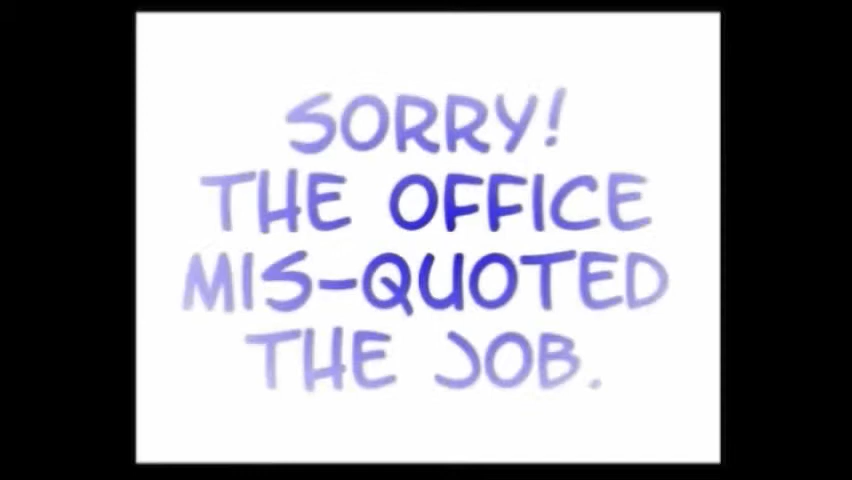 SORRY!
THE OFFICE
MIS-QUOTED
THE JOB.